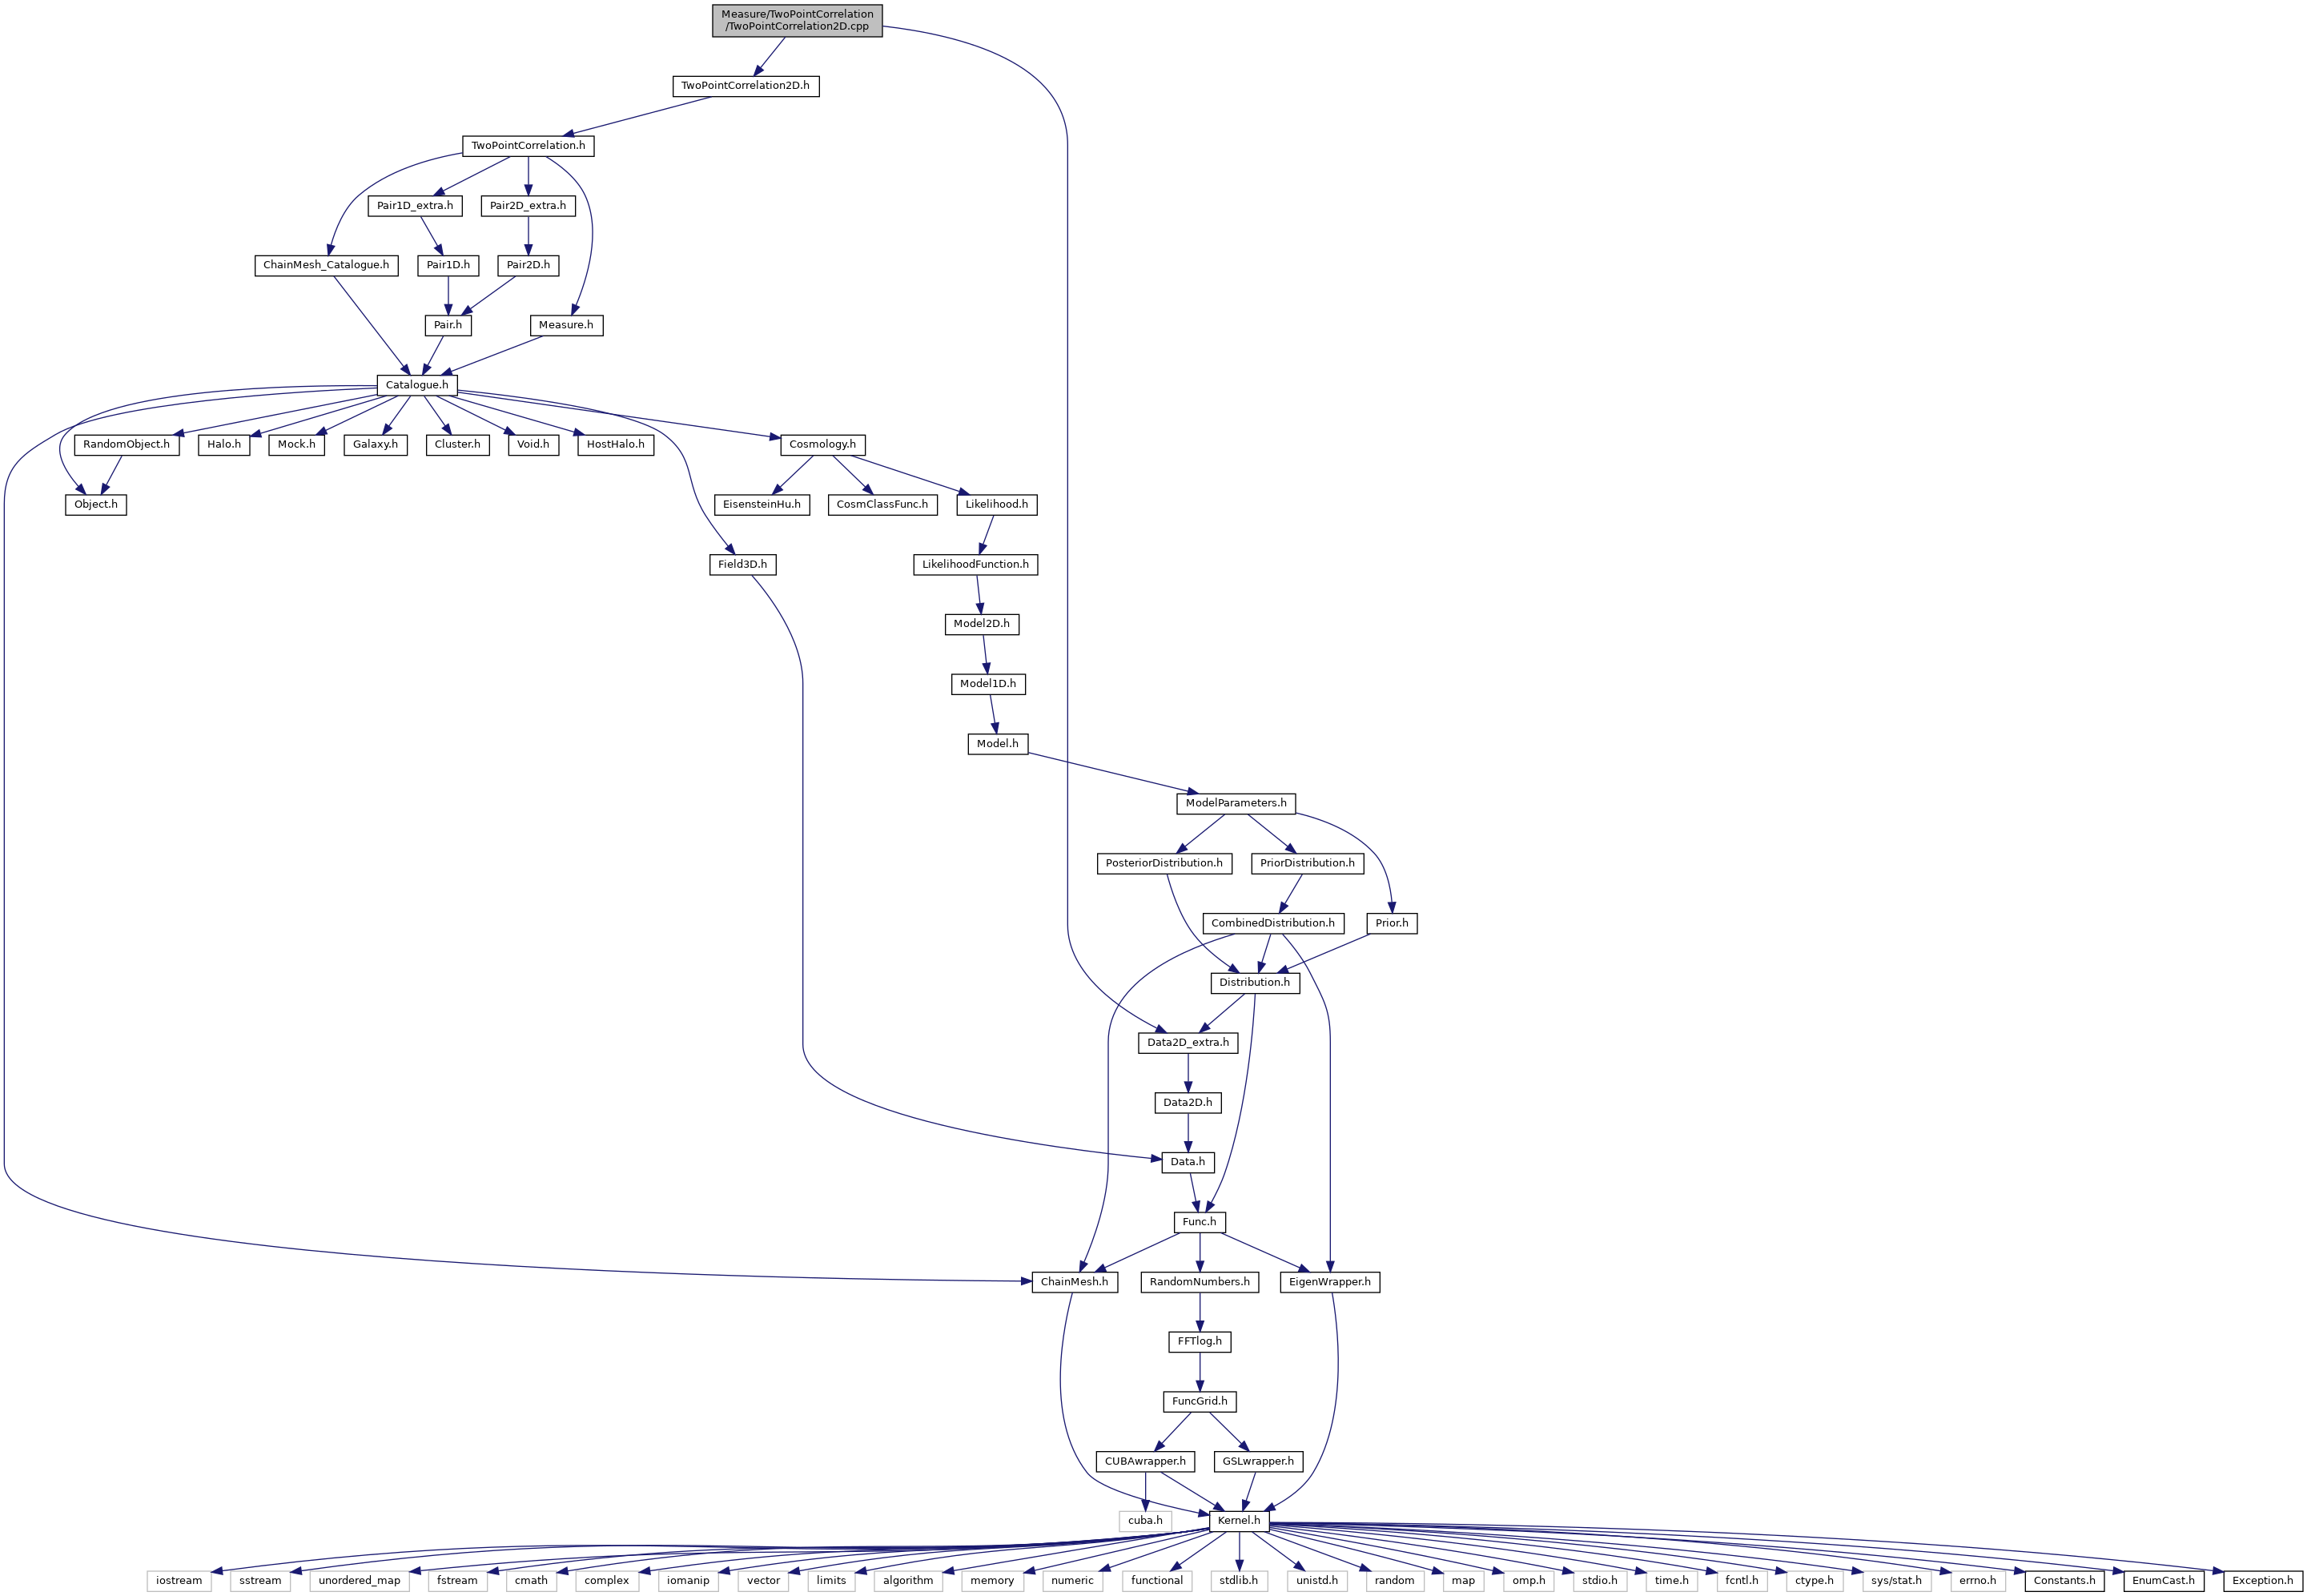 Measure/TwoPointCorrelation
/TwoPointCorrelation2D.cpp
TwoPointCorrelation2D.h
TwoPointCorrelation.h
Pair1D_extra.h
Pair2D_extra.h
ChainMesh_Catalogue.h
Pair1D.h
Pair2D.h
Pair.h
Measure.h
Catalogue.h
RandomObject.h
Halo.h
Mock.h
Galaxy.h
Cluster.h
Void.h
HostHalo.h
Cosmology.h
Object.h
EisensteinHu.h
CosmClassFunc.h
Likelihood.h
Field3D.h
LikelihoodFunction.h
Model2D.h
Model1D.h
Model.h
ModelParameters.h
PosteriorDistribution.h
PriorDistribution.h
CombinedDistribution.h
Prior.h
Distribution.h
Data2D_extra.h
Data2D.h
Data.h
Func.h
ChainMesh.h
RandomNumbers.h
EigenWrapper.h
FFTlog.h
FuncGrid.h
CUBAwrapper.h
GSLwrapper.h
cuba.h
Kernel.h
iostream
sstream
unordered_map
fstream
cmath
complex
iomanip
vector
limits
algorithm
memory
numeric
functional
stdlib.h
unistd.h
random
map
omp.h
stdio.h
time.h
fcntl.h
ctype.h
sys/stat.h
errno.h
Constants.h
EnumCast.h
Exception.h